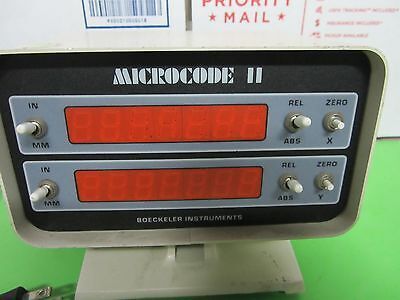 PRIORITY
★ MAIL ★
MICROCODE II
IN REL ZERO
MM ABS X
IN REL ZERO
MM ABS Y
BOECKELER INSTRUMENTS